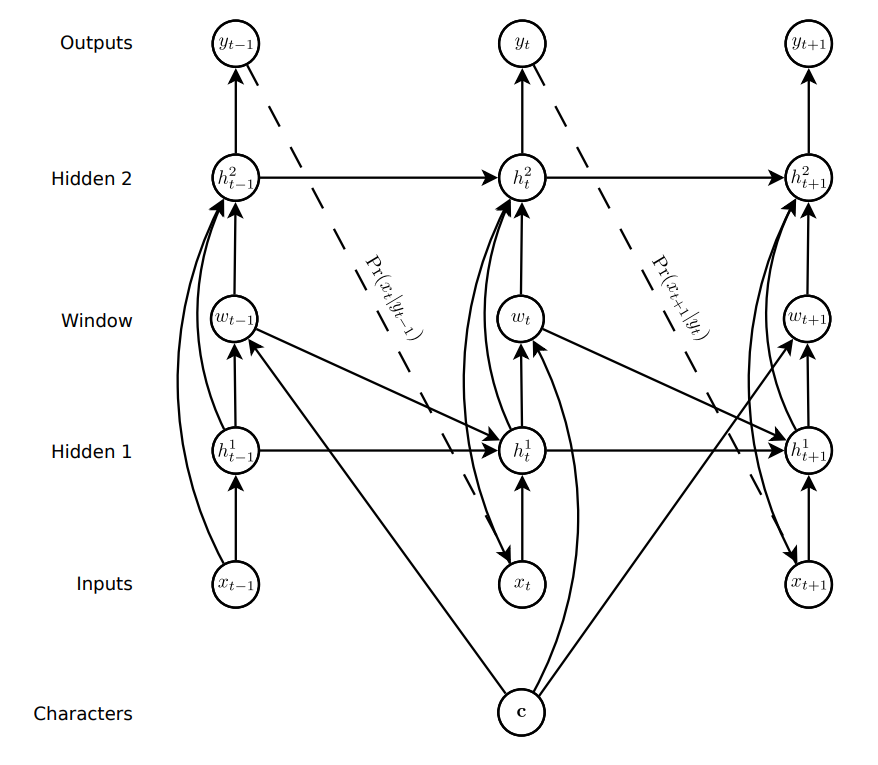 Outputs y_{t−1} y_t y_{t+1}
Hidden 2 h^2_{t−1} h^2_t h^2_{t+1}
Pr(x_t|y_{t−1}) Pr(x_{t+1}|y_t)
Window w_{t−1} w_t w_{t+1}
Hidden 1 h^1_{t−1} h^1_t h^1_{t+1}
Inputs x_{t−1} x_t x_{t+1}
Characters c